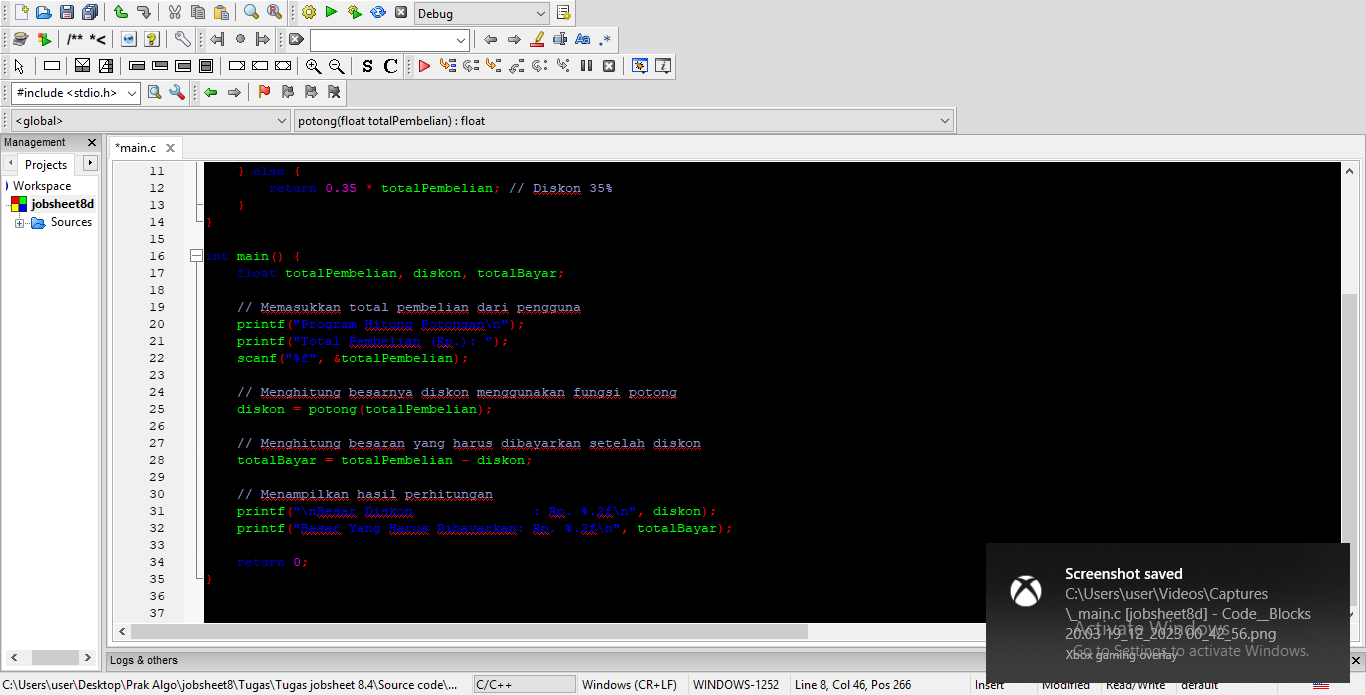 Debug
/** *<
Aa .*
S C
#include <stdio.h>
<global>
potong(float totalPembelian) : float
Management
*main.c
Projects
Workspace
jobsheet8d
Sources
11 } else {
12 return 0.35 * totalPembelian; // Diskon 35%
13 }
14 }
15
16 int main() {
17 float totalPembelian, diskon, totalBayar;
18
19 // Memasukkan total pembelian dari pengguna
20 printf("Program Hitung Potongan\n");
21 printf("Total Pembelian (Rp.): ");
22 scanf("%f", &totalPembelian);
23
24 // Menghitung besarnya diskon menggunakan fungsi potong
25 diskon = potong(totalPembelian);
26
27 // Menghitung besaran yang harus dibayarkan setelah diskon
28 totalBayar = totalPembelian - diskon;
29
30 // Menampilkan hasil perhitungan
31 printf("\nBesar Diskon               : Rp. %.2f\n", diskon);
32 printf("Besar Yang Harus Dibayarkan: Rp. %.2f\n", totalBayar);
33
34 return 0;
35 }
36
37
Screenshot saved
C:\Users\user\Videos\Captures
\_main.c [jobsheet8d] - Code__Blocks
20.03 19_12_2023 00_42_56.png
Xbox gaming overlay
Activate Windows
Go to Settings to activate Windows.
Logs & others
C:\Users\user\Desktop\Prak Algo\jobsheet8\Tugas\Tugas jobsheet 8.4\Source code\...
C/C++
Windows (CR+LF)
WINDOWS-1252
Line 8, Col 46, Pos 266
Insert
Modified
Read/Write
default